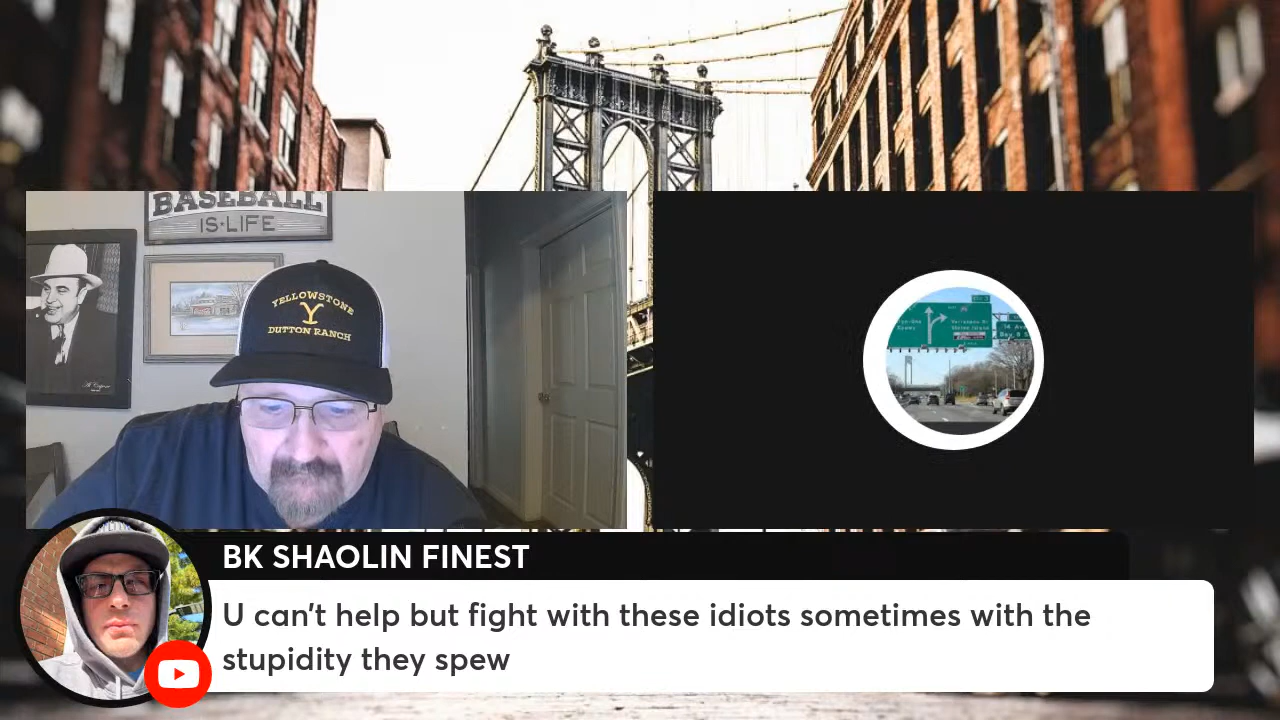 BASEBALL
IS•LIFE
YELLOWSTONE
Y
DUTTON RANCH
BK SHAOLIN FINEST
U can't help but fight with these idiots sometimes with the
stupidity they spew